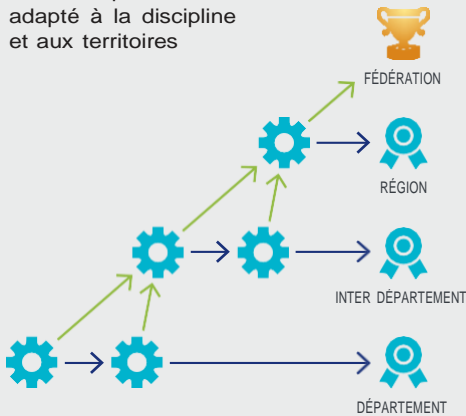 adapté à la discipline
et aux territoires
FÉDÉRATION
RÉGION
INTER DÉPARTEMENT
DÉPARTEMENT